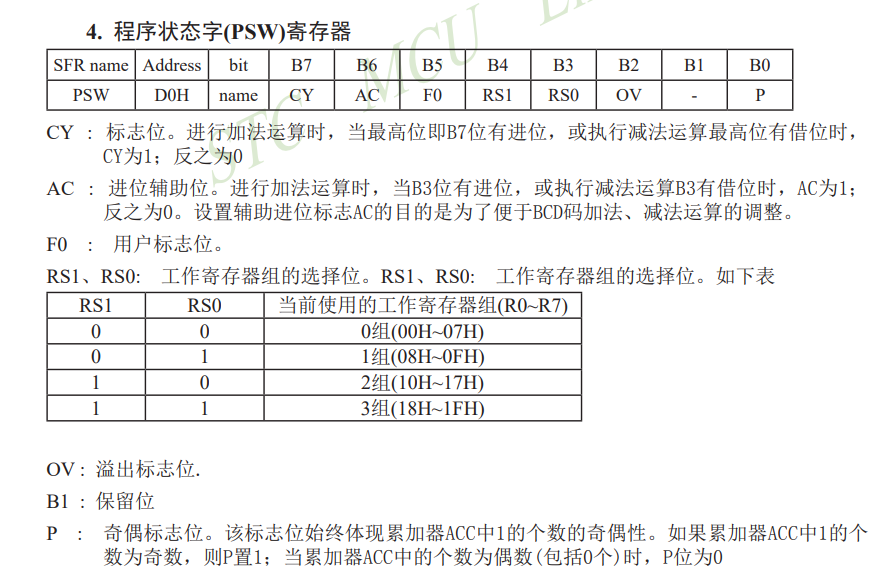 STC MCU LI
4. 程序状态字(PSW)寄存器
SFR name Address bit B7 B6 B5 B4 B3 B2 B1 B0
PSW D0H name CY AC F0 RS1 RS0 OV - P
CY : 标志位。进行加法运算时，当最高位即B7位有进位，或执行减法运算最高位有借位时，
CY为1；反之为0
AC : 进位辅助位。进行加法运算时，当B3位有进位，或执行减法运算B3有借位时，AC为1；
反之为0。设置辅助进位标志AC的目的是为了便于BCD码加法、减法运算的调整。
F0 : 用户标志位。
RS1、RS0: 工作寄存器组的选择位。RS1、RS0: 工作寄存器组的选择位。如下表
RS1 RS0 当前使用的工作寄存器组(R0~R7)
0 0 0组(00H~07H)
0 1 1组(08H~0FH)
1 0 2组(10H~17H)
1 1 3组(18H~1FH)
OV : 溢出标志位.
B1 : 保留位
P : 奇偶标志位。该标志位始终体现累加器ACC中1的个数的奇偶性。如果累加器ACC中1的个
数为奇数，则P置1；当累加器ACC中的个数为偶数(包括0个)时，P位为0